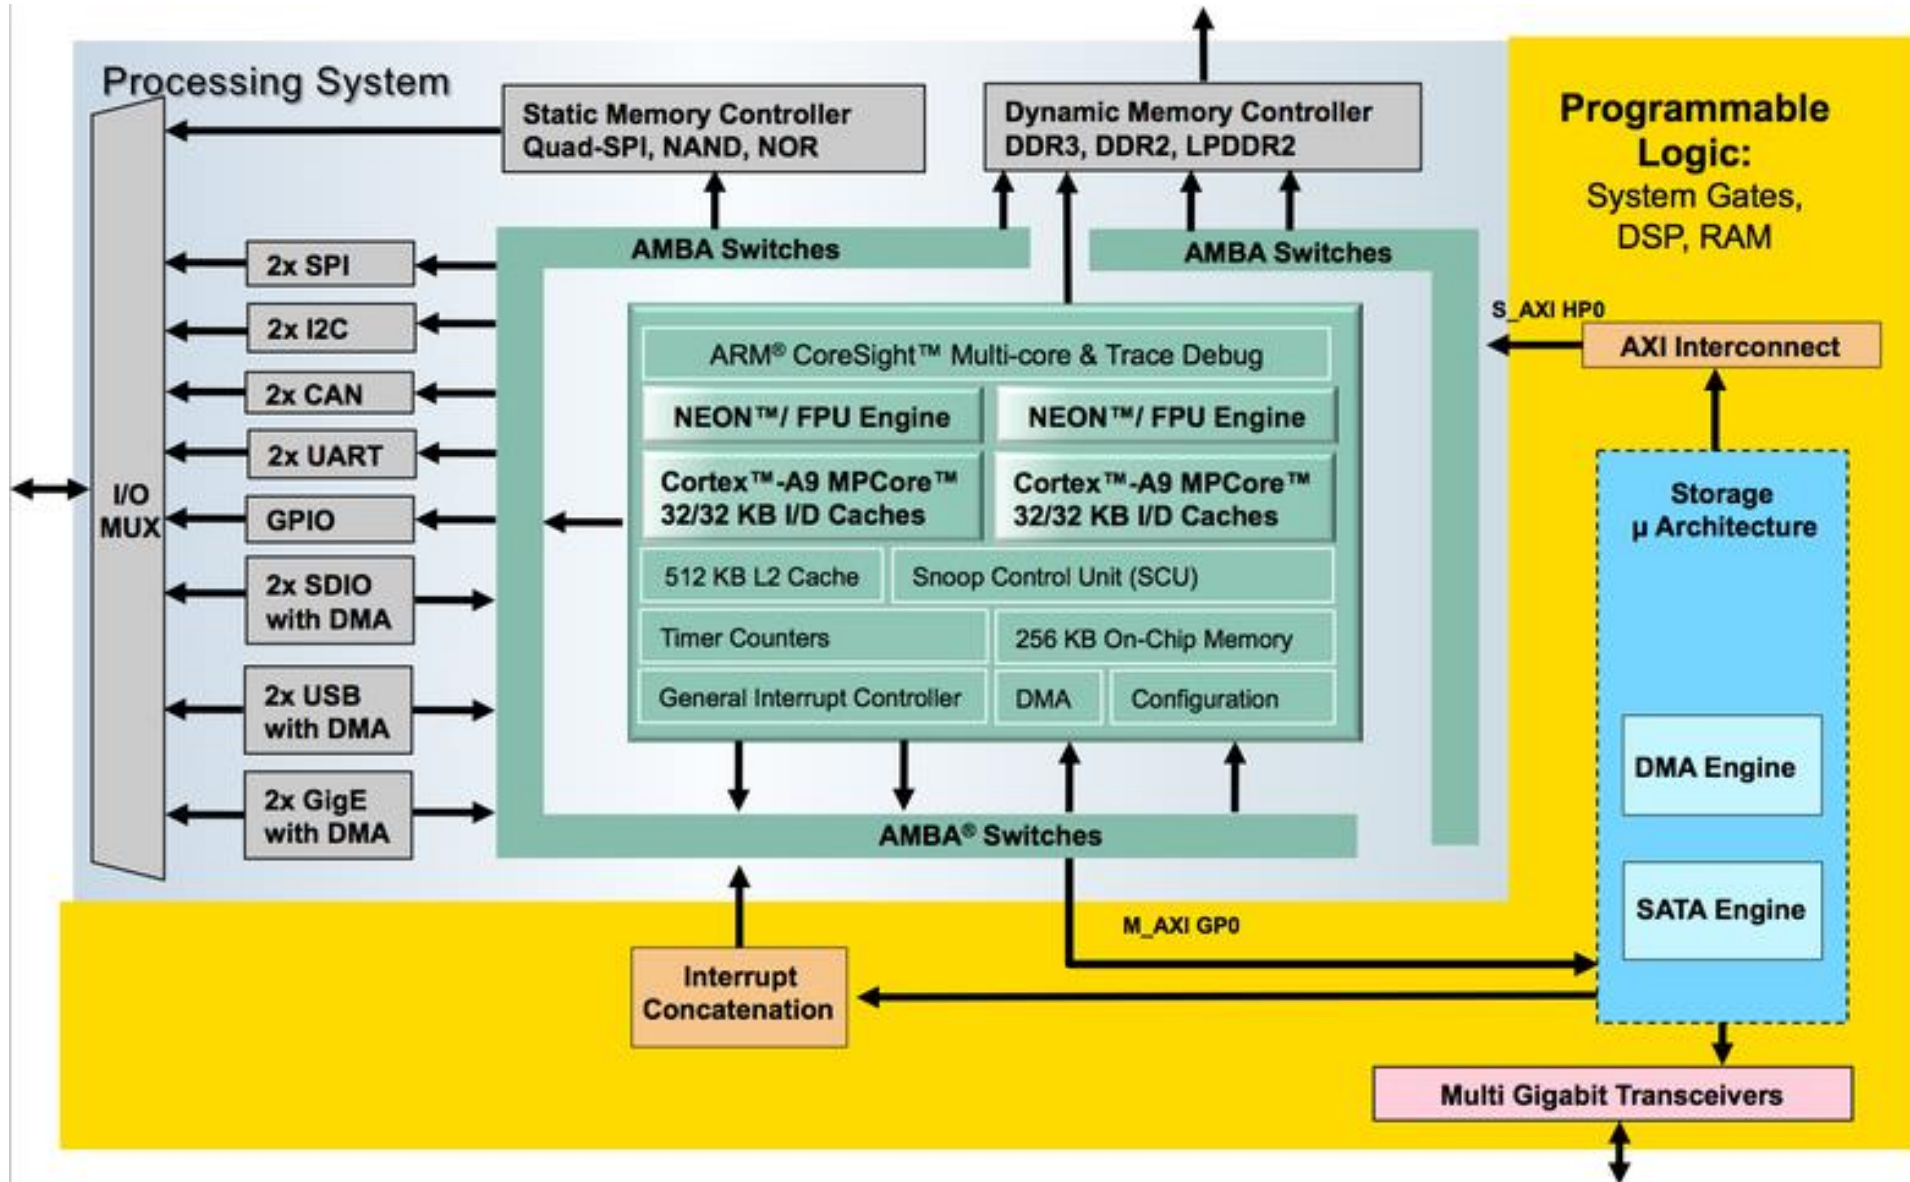 Processing System
Static Memory Controller
Quad-SPI, NAND, NOR
Dynamic Memory Controller
DDR3, DDR2, LPDDR2
Programmable
Logic:
System Gates,
DSP, RAM
AMBA Switches
AMBA Switches
2x SPI
2x I2C
2x CAN
2x UART
GPIO
2x SDIO
with DMA
2x USB
with DMA
2x GigE
with DMA
I/O
MUX
ARM® CoreSight™ Multi-core & Trace Debug
NEON™/ FPU Engine
NEON™/ FPU Engine
Cortex™-A9 MPCore™
32/32 KB I/D Caches
Cortex™-A9 MPCore™
32/32 KB I/D Caches
512 KB L2 Cache
Snoop Control Unit (SCU)
Timer Counters
256 KB On-Chip Memory
General Interrupt Controller
DMA
Configuration
AMBA® Switches
S_AXI HP0
AXI Interconnect
Storage
µ Architecture
DMA Engine
SATA Engine
M_AXI GP0
Interrupt
Concatenation
Multi Gigabit Transceivers